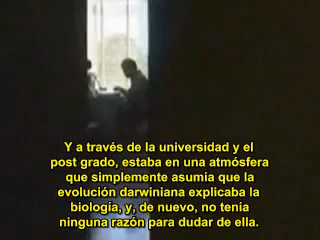 Y a través de la universidad y el
post grado, estaba en una atmósfera
que simplemente asumía que la
evolución darwiniana explicaba la
biología, y, de nuevo, no tenía
ninguna razón para dudar de ella.